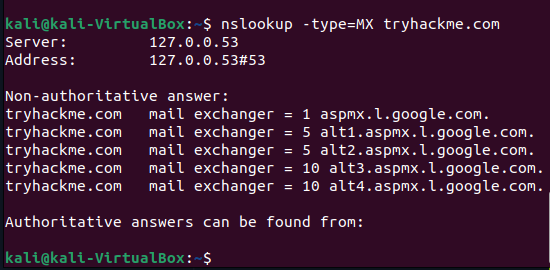 kali@kali-VirtualBox:~$ nslookup -type=MX tryhackme.com
Server:         127.0.0.53
Address:        127.0.0.53#53
Non-authoritative answer:
tryhackme.com   mail exchanger = 1 aspmx.l.google.com.
tryhackme.com   mail exchanger = 5 alt1.aspmx.l.google.com.
tryhackme.com   mail exchanger = 5 alt2.aspmx.l.google.com.
tryhackme.com   mail exchanger = 10 alt3.aspmx.l.google.com.
tryhackme.com   mail exchanger = 10 alt4.aspmx.l.google.com.
Authoritative answers can be found from:
kali@kali-VirtualBox:~$